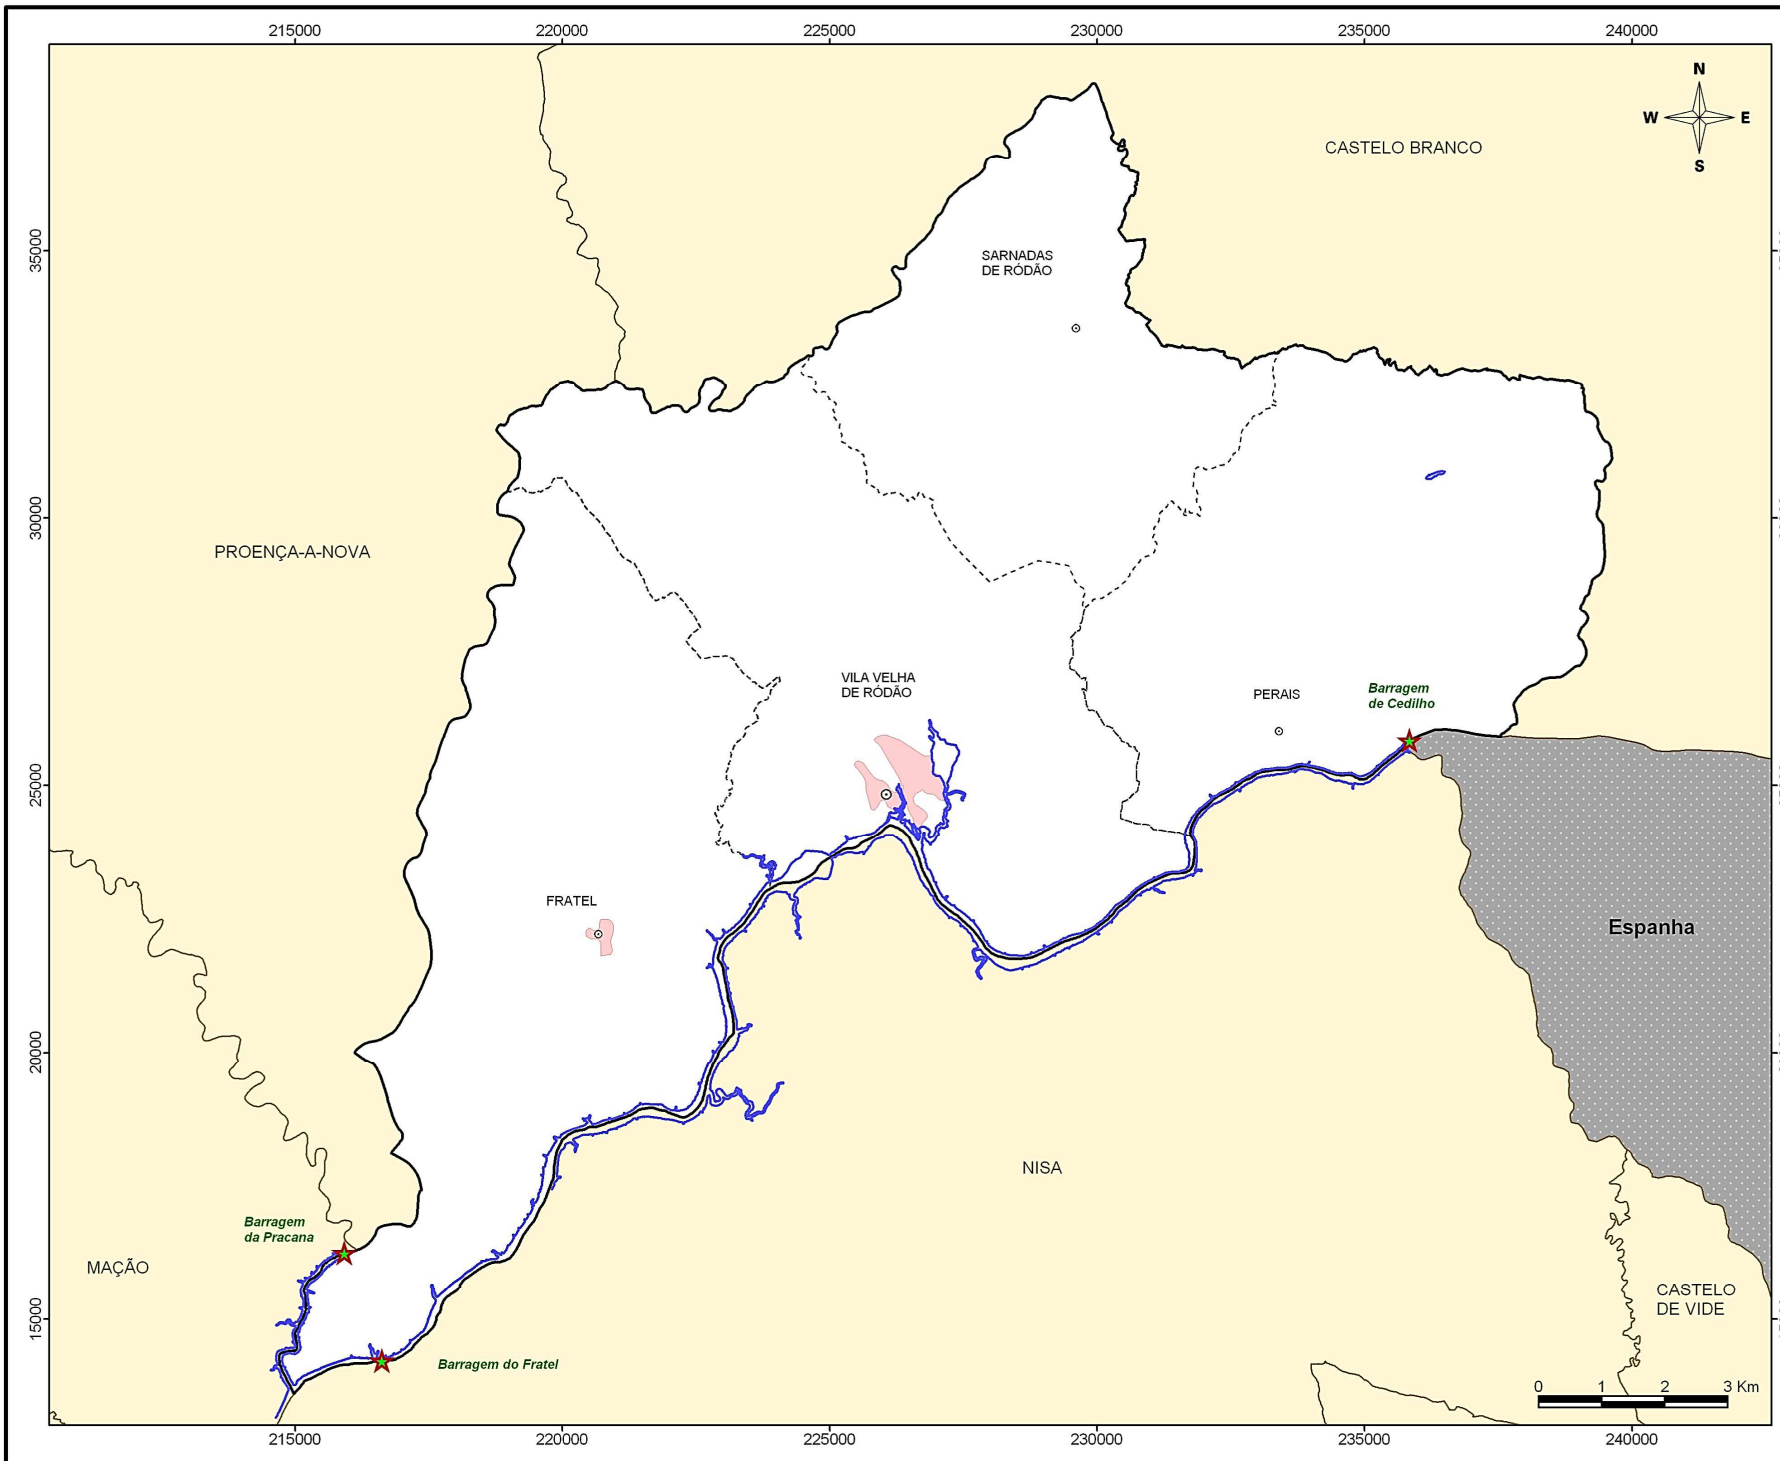 215000
220000
225000
230000
235000
240000
N
W
E
S
CASTELO BRANCO
35000
SARNADAS
DE RÓDÃO
30000
PROENÇA-A-NOVA
VILA VELHA
DE RÓDÃO
PERAIS
Barragem
de Cedilho
25000
FRATEL
Espanha
20000
NISA
Barragem
da Pracana
MAÇÃO
CASTELO
DE VIDE
15000
Barragem do Fratel
0
1
2
3 Km
215000
220000
225000
230000
235000
240000